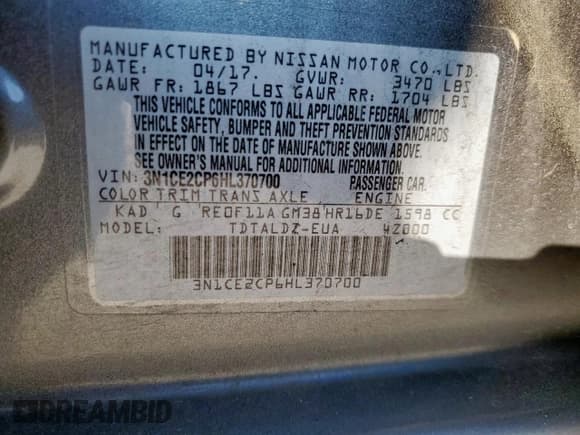 MANUFACTURED BY NISSAN MOTOR CO.,LTD.
DATE: 04/17. GVWR: 3470 LBS
GAWR FR: 1867 LBS GAWR RR: 1704 LBS
THIS VEHICLE CONFORMS TO ALL APPLICABLE FEDERAL MOTOR
VEHICLE SAFETY, BUMPER AND THEFT PREVENTION STANDARDS
IN EFFECT ON THE DATE OF MANUFACTURE SHOWN ABOVE.
SEE OWNER'S MANUAL FOR ADDITIONAL INFORMATION.
VIN: 3N1CE2CP6HL370700 PASSENGER CAR.
COLOR TRIM TRANS AXLE ENGINE
KAD G RE0F11A GM38 HR16DE 1598 CC
MODEL: TDTALDZ-EUA 4Z000
3N1CE2CP6HL370700
DREAMBID